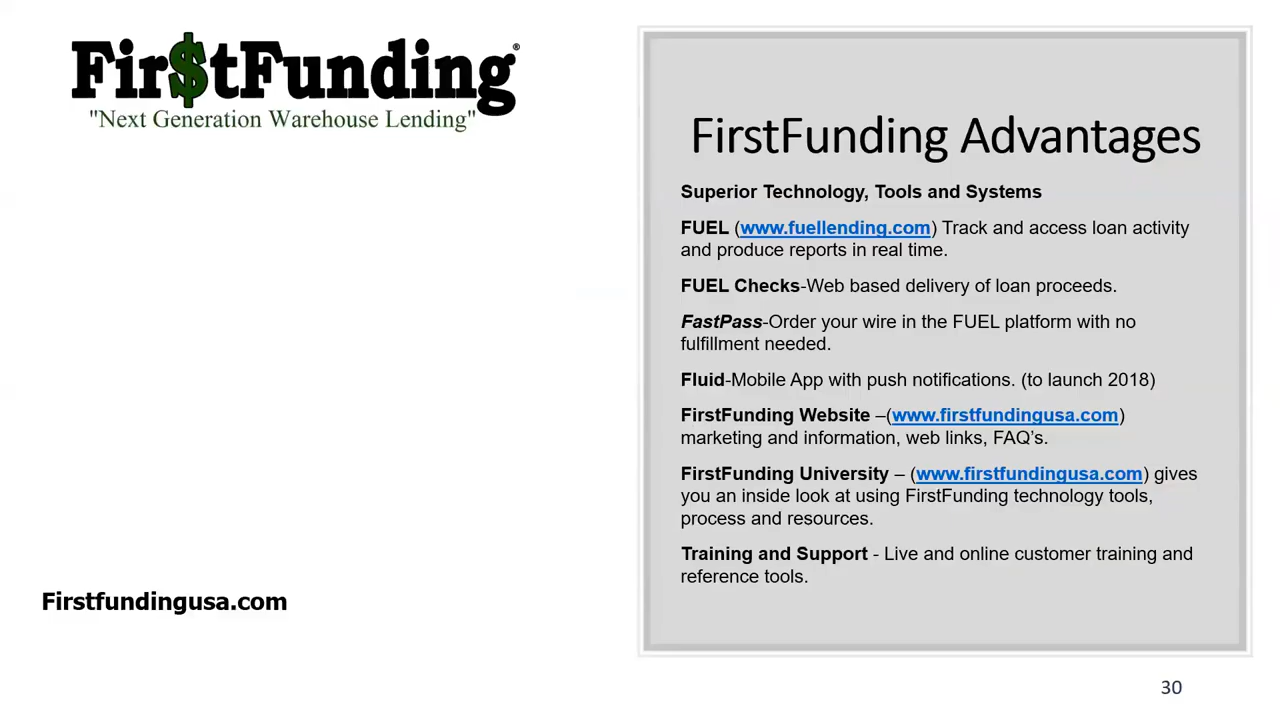 Fir$tFunding®
"Next Generation Warehouse Lending"
FirstFunding Advantages
Superior Technology, Tools and Systems
FUEL (www.fuellending.com) Track and access loan activity
and produce reports in real time.
FUEL Checks-Web based delivery of loan proceeds.
FastPass-Order your wire in the FUEL platform with no
fulfillment needed.
Fluid-Mobile App with push notifications. (to launch 2018)
FirstFunding Website –(www.firstfundingusa.com)
marketing and information, web links, FAQ’s.
FirstFunding University – (www.firstfundingusa.com) gives
you an inside look at using FirstFunding technology tools,
process and resources.
Training and Support - Live and online customer training and
reference tools.
Firstfundingusa.com
30